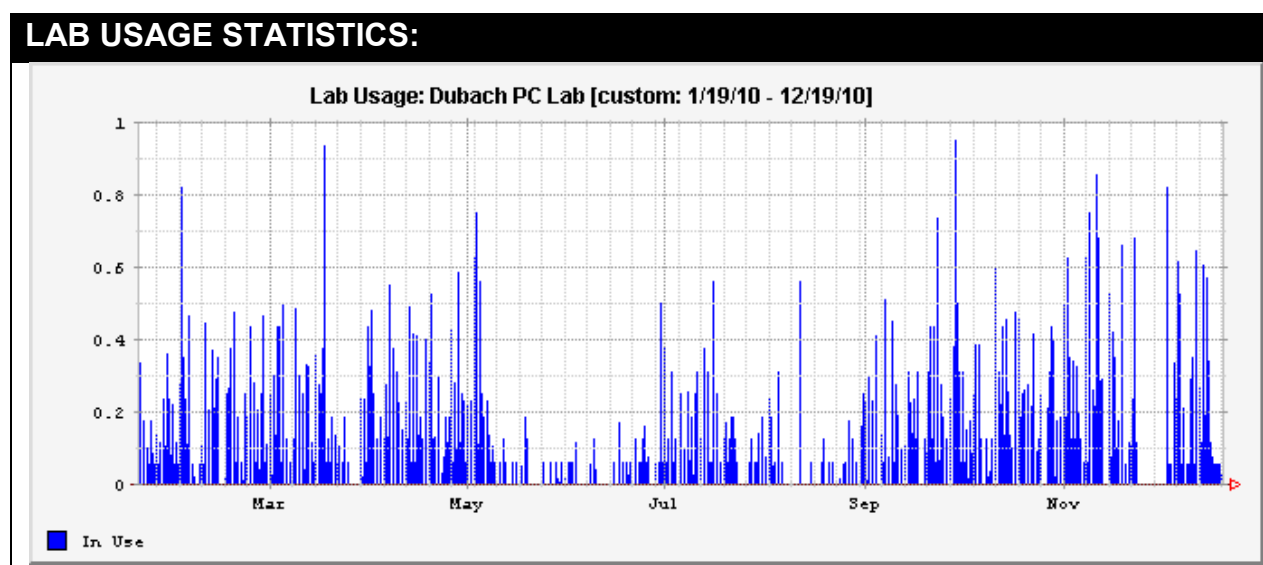 LAB USAGE STATISTICS:
Lab Usage: Dubach PC Lab [custom: 1/19/10 - 12/19/10]
1
0.8
0.6
0.4
0.2
0
Mar May Jul Sep Nov
In Use